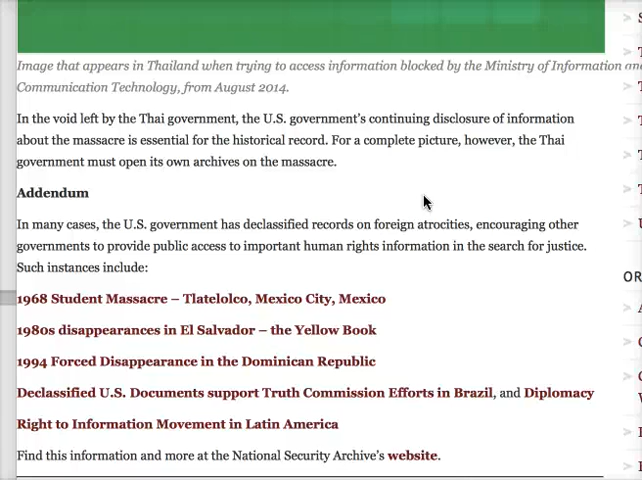 Image that appears in Thailand when trying to access information blocked by the Ministry of Information
Communication Technology, from August 2014.
In the void left by the Thai government, the U.S. government's continuing disclosure of information
about the massacre is essential for the historical record. For a complete picture, however, the Thai
government must open its own archives on the massacre.
Addendum
In many cases, the U.S. government has declassified records on foreign atrocities, encouraging other
governments to provide public access to important human rights information in the search for justice.
Such instances include:
1968 Student Massacre – Tlatelolco, Mexico City, Mexico
1980s disappearances in El Salvador – the Yellow Book
1994 Forced Disappearance in the Dominican Republic
Declassified U.S. Documents support Truth Commission Efforts in Brazil, and Diplomacy
Right to Information Movement in Latin America
Find this information and more at the National Security Archive's website.
OR